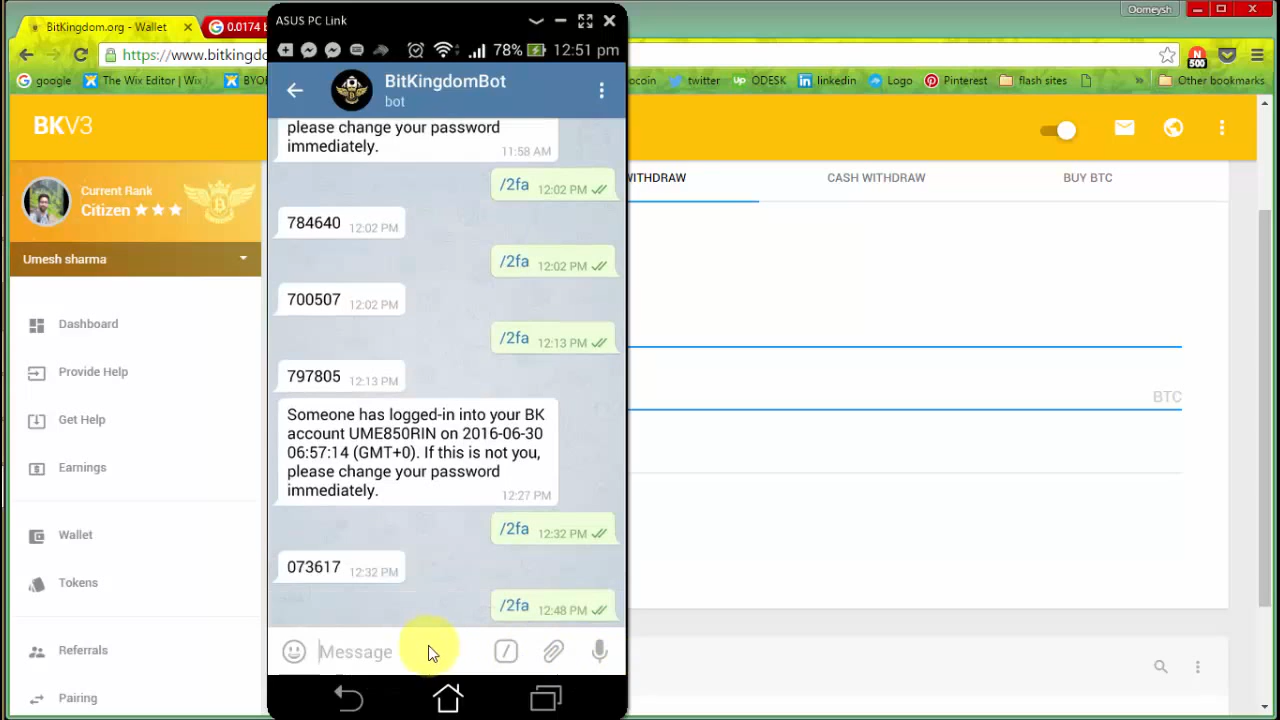 BitKingdom.org - Wallet
0.0174 b
Oomeysh
https://www.bitkingdo
500
google
The Wix Editor | Wix
BYO
ocoin
twitter
ODESK
linkedin
Logo
Pinterest
flash sites
»
Other bookmarks
BKV3
Current Rank
Citizen
Umesh sharma
Dashboard
Provide Help
Get Help
Earnings
Wallet
Tokens
Referrals
Pairing
ASUS PC Link
78% 12:51 pm
BitKingdomBot
bot
please change your password
immediately.
11:58 AM
/2fa 12:02 PM
784640 12:02 PM
/2fa 12:02 PM
700507 12:02 PM
/2fa 12:13 PM
797805 12:13 PM
Someone has logged-in into your BK
account UME850RIN on 2016-06-30
06:57:14 (GMT+0). If this is not you,
please change your password
immediately.
12:27 PM
/2fa 12:32 PM
073617 12:32 PM
/2fa 12:48 PM
Message
WITHDRAW
CASH WITHDRAW
BUY BTC
BTC